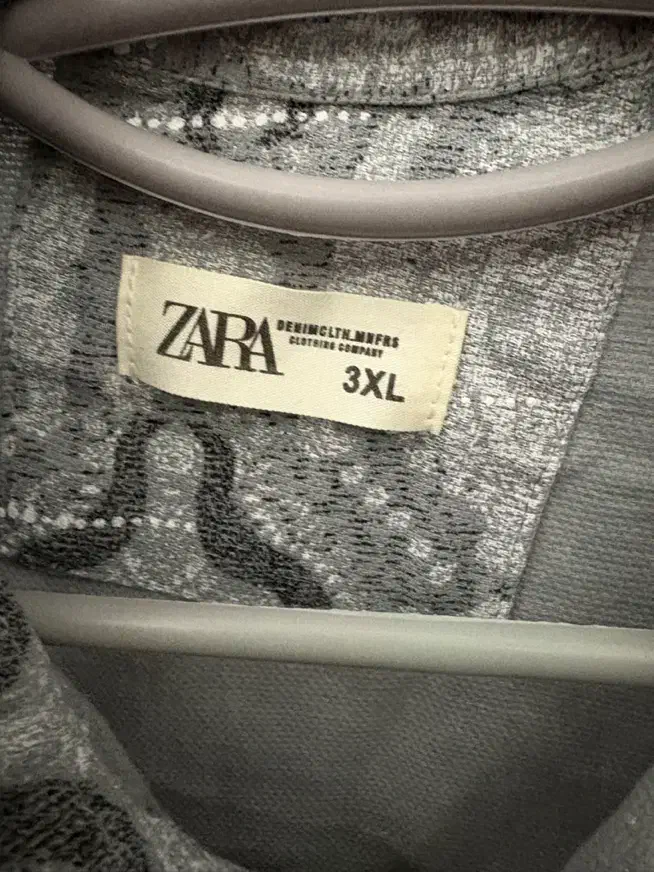 ZARA
DENIMCLTH.MNFRS
CLOTHING COMPANY
3XL